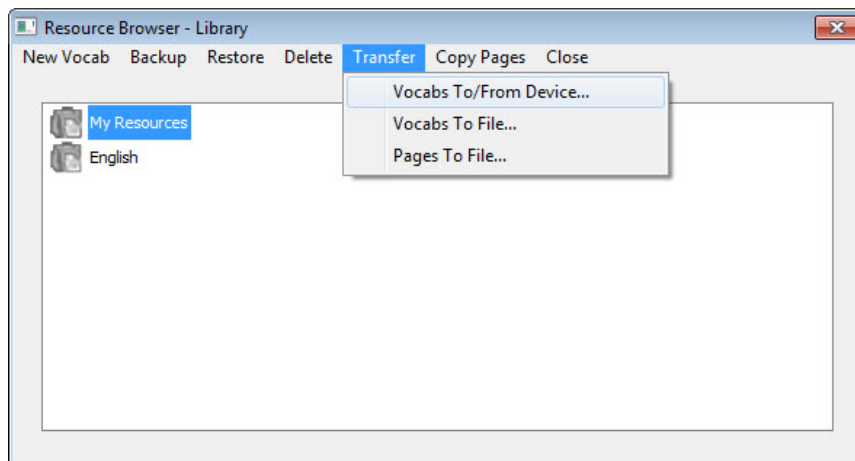 Resource Browser - Library
New Vocab Backup Restore Delete Transfer Copy Pages Close
Vocabs To/From Device...
Vocabs To File...
Pages To File...
My Resources
English